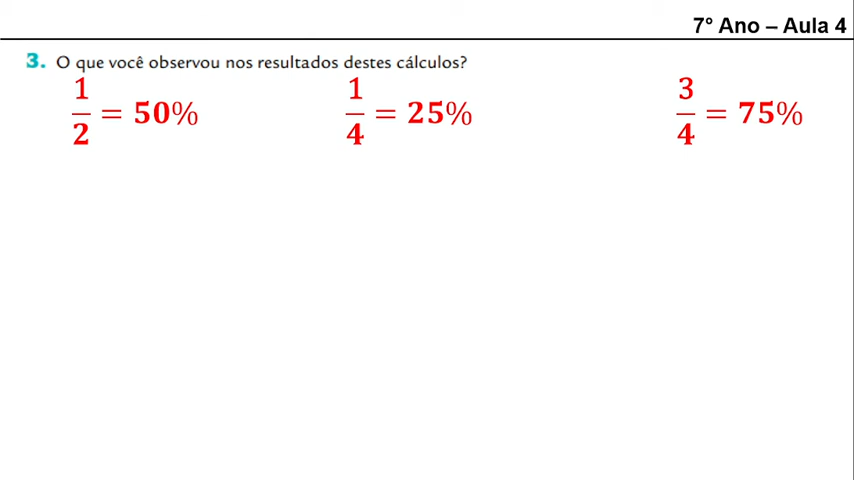 7° Ano – Aula 4
3. O que você observou nos resultados destes cálculos?
1/2 = 50% 1/4 = 25% 3/4 = 75%